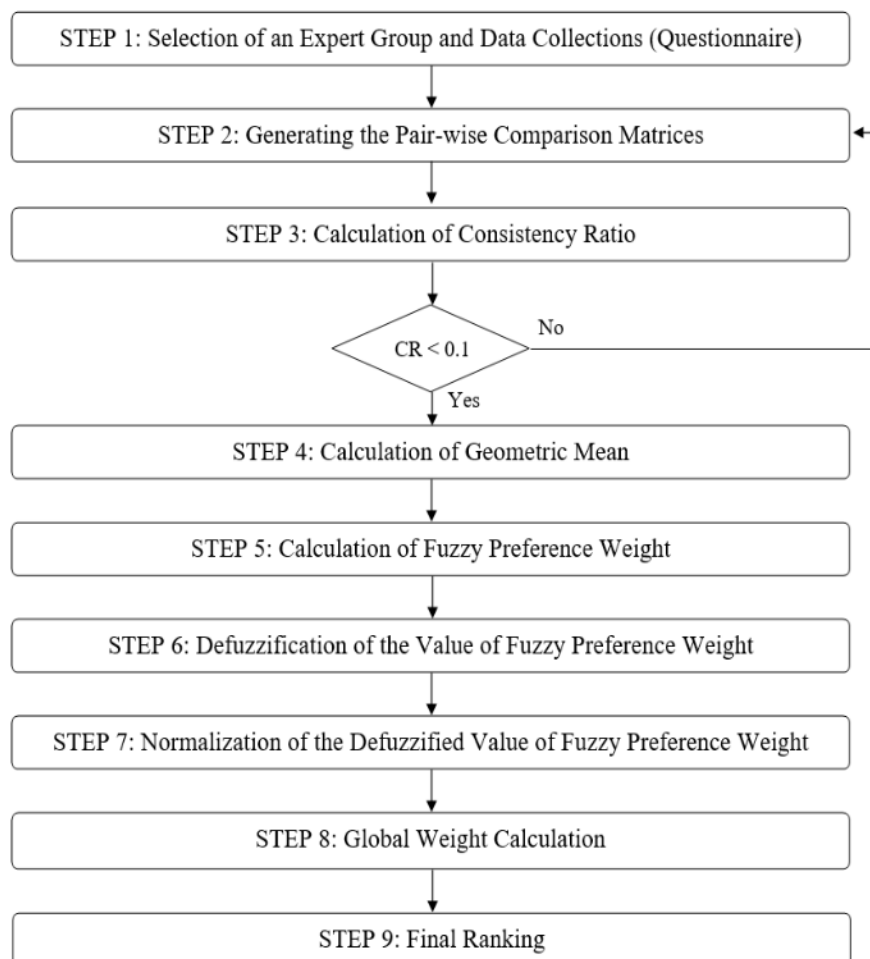 STEP 1: Selection of an Expert Group and Data Collections (Questionnaire)
STEP 2: Generating the Pair-wise Comparison Matrices
STEP 3: Calculation of Consistency Ratio
No
CR < 0.1
Yes
STEP 4: Calculation of Geometric Mean
STEP 5: Calculation of Fuzzy Preference Weight
STEP 6: Defuzzification of the Value of Fuzzy Preference Weight
STEP 7: Normalization of the Defuzzified Value of Fuzzy Preference Weight
STEP 8: Global Weight Calculation
STEP 9: Final Ranking